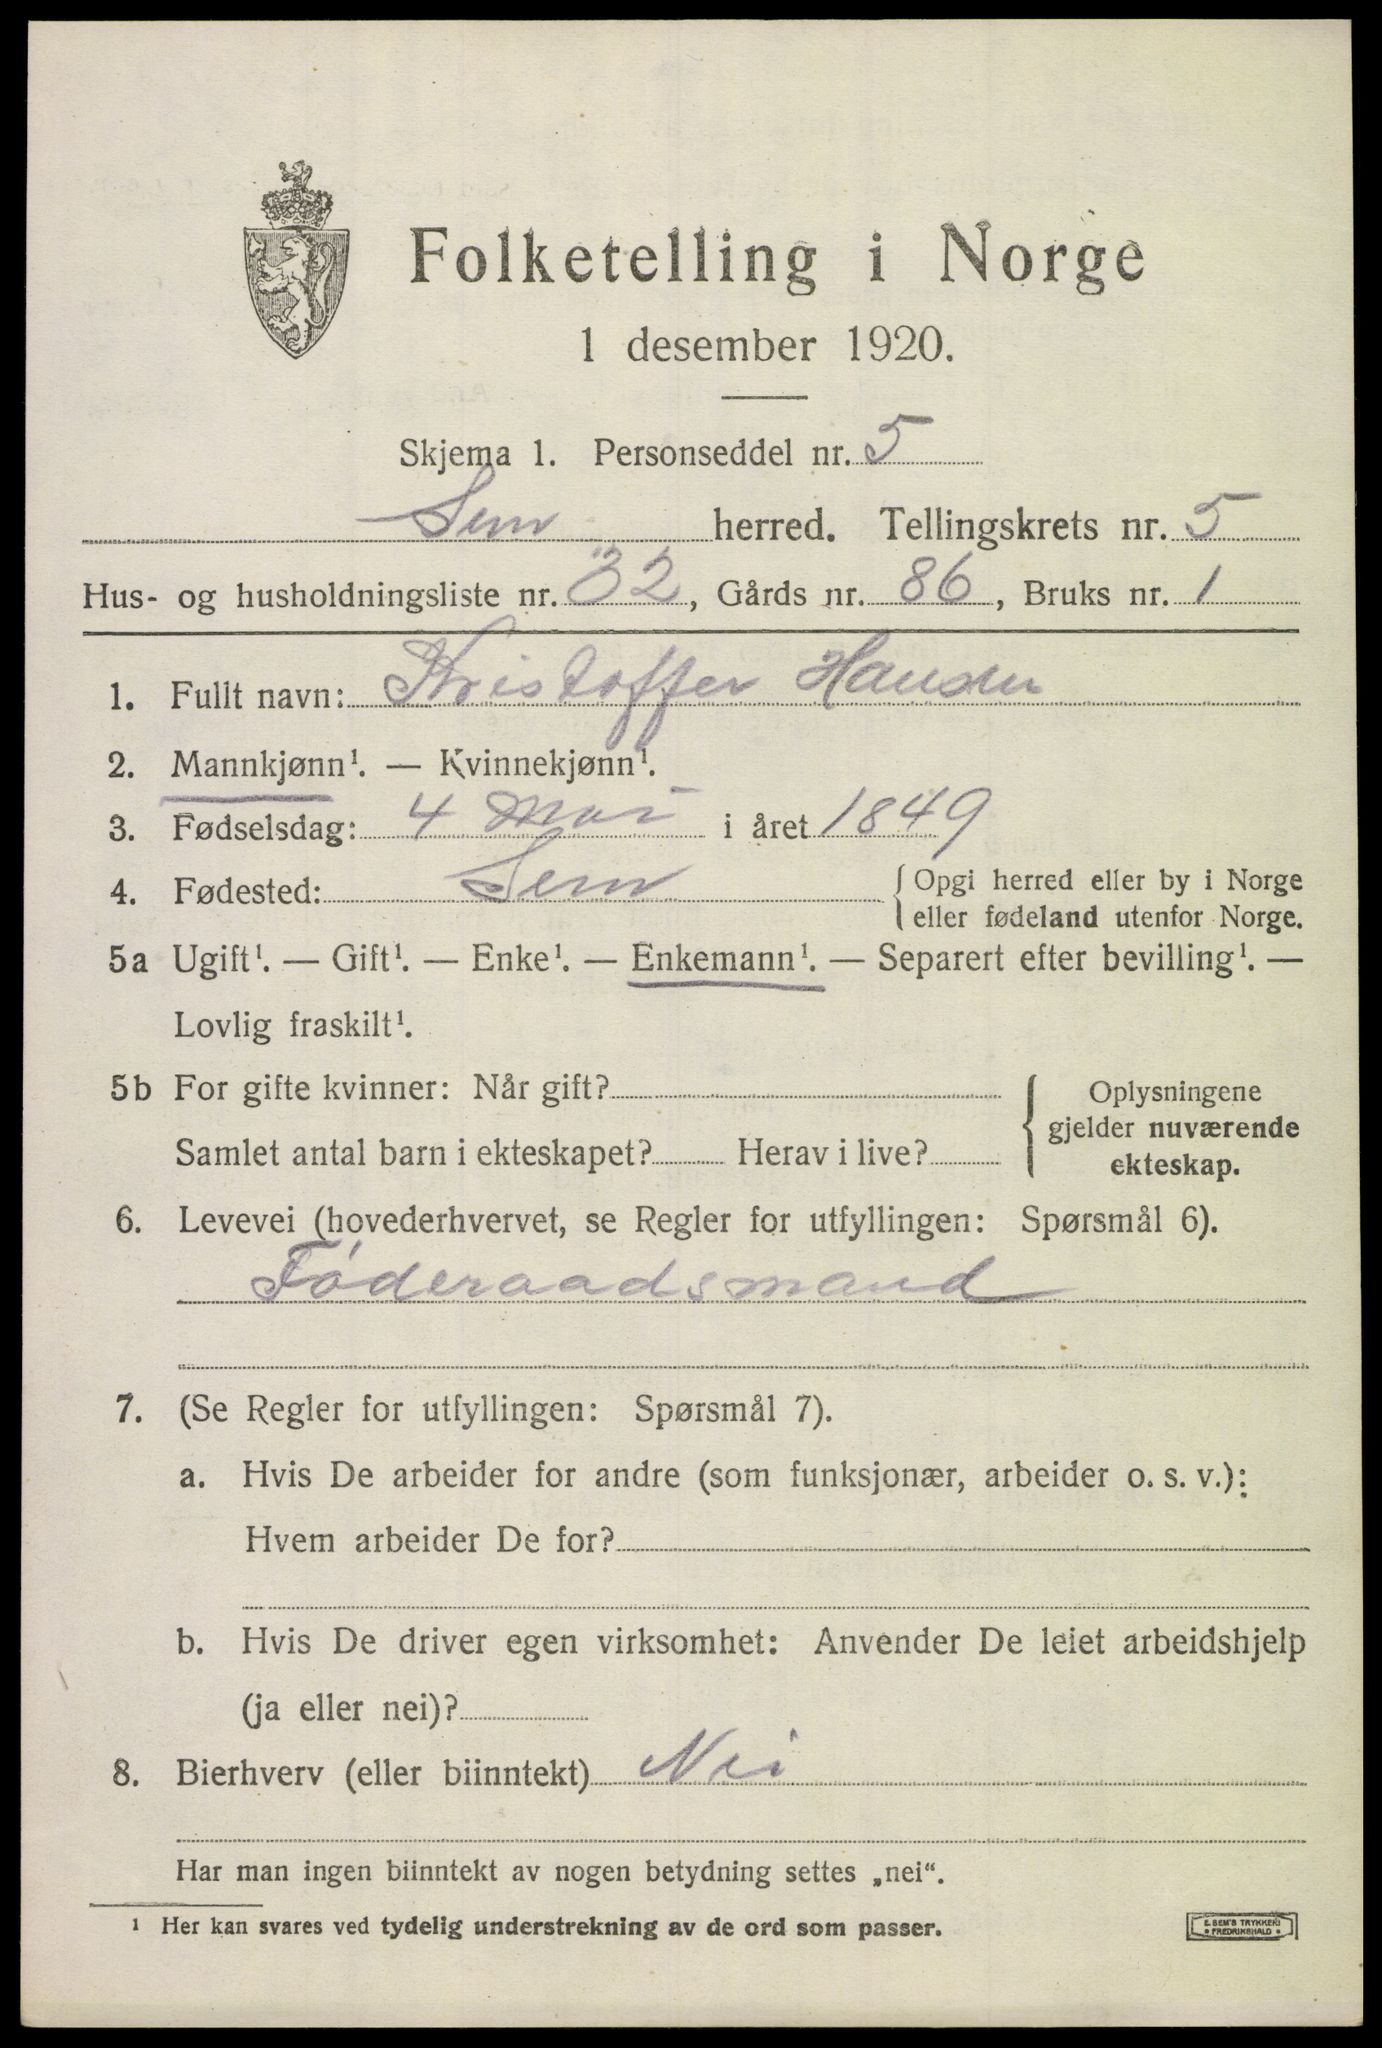 Folketelling i Norge
1 desember 1920.
Skjema 1. Personseddel nr. 5
Sem herred. Tellingskrets nr. 5
Hus- og husholdningsliste nr. 32, Gårds nr. 86, Bruks nr. 1
1. Fullt navn: Kristoffer Hansen
2. Mannkjønn¹. — Kvinnekjønn¹.
3. Fødselsdag: 4 Mai i året 1849
4. Fødested: Sem { Opgi herred eller by i Norge
eller fødeland utenfor Norge.
5a Ugift¹. — Gift¹. — Enke¹. — Enkemann¹. — Separert efter bevilling¹. —
Lovlig fraskilt¹.
5b For gifte kvinner: Når gift? { Oplysningene
gjelder nuværende
Samlet antal barn i ekteskapet? Herav i live? ekteskap.
6. Levevei (hovederhvervet, se Regler for utfyllingen: Spørsmål 6).
Føderaadsmand
7. (Se Regler for utfyllingen: Spørsmål 7).
a. Hvis De arbeider for andre (som funksjonær, arbeider o. s. v.):
Hvem arbeider De for?
b. Hvis De driver egen virksomhet: Anvender De leiet arbeidshjelp
(ja eller nei)?
8. Bierhverv (eller biinntekt) Nei
Har man ingen biinntekt av nogen betydning settes „nei“.
¹ Her kan svares ved tydelig understrekning av de ord som passer.
E. SEM'S TRYKKERI
FREDRIKSHALD